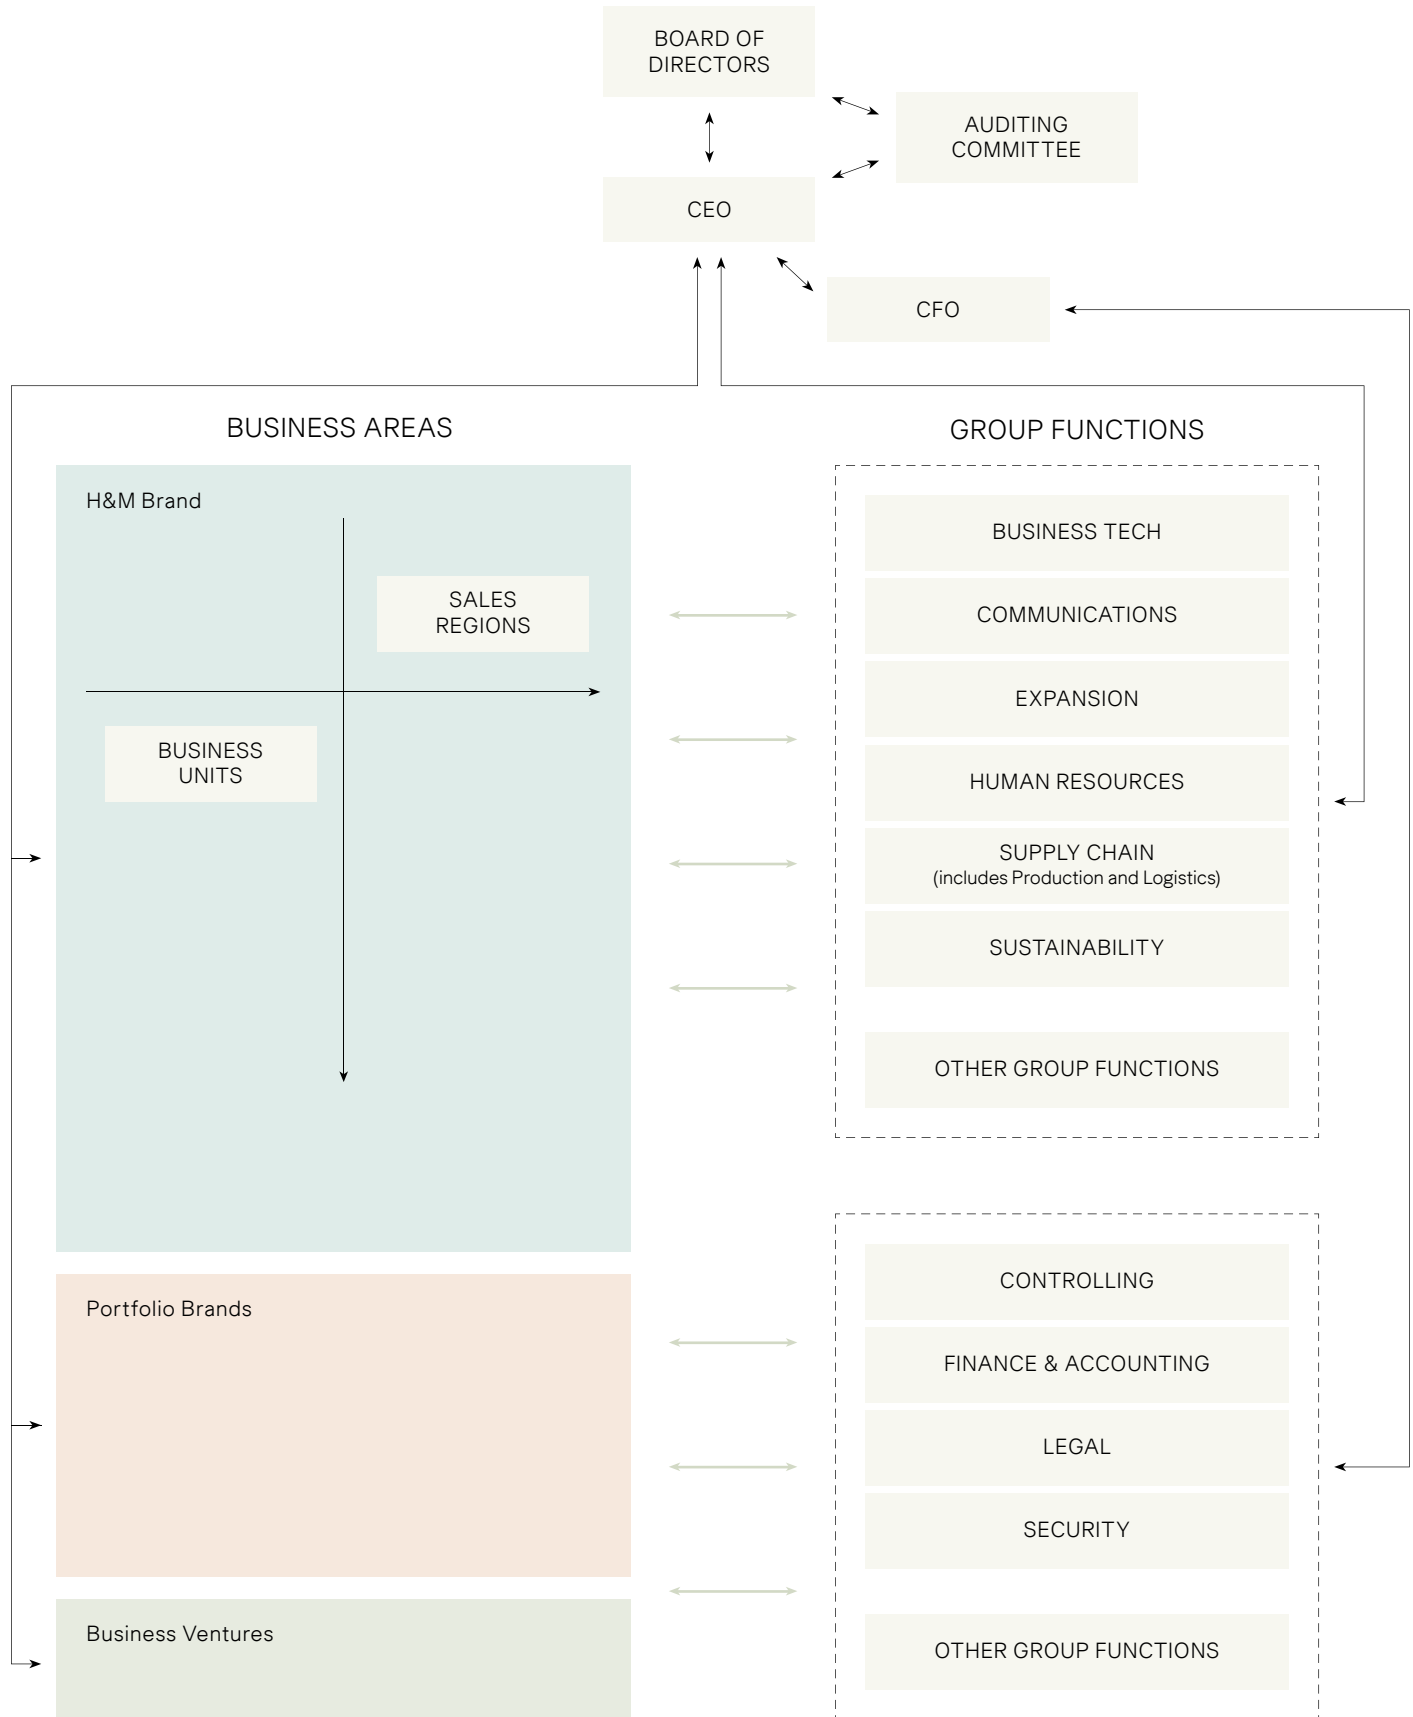 BOARD OF
DIRECTORS
AUDITING
COMMITTEE
CEO
CFO
BUSINESS AREAS
H&M Brand
SALES
REGIONS
BUSINESS
UNITS
Portfolio Brands
Business Ventures
GROUP FUNCTIONS
BUSINESS TECH
COMMUNICATIONS
EXPANSION
HUMAN RESOURCES
SUPPLY CHAIN
(includes Production and Logistics)
SUSTAINABILITY
OTHER GROUP FUNCTIONS
CONTROLLING
FINANCE & ACCOUNTING
LEGAL
SECURITY
OTHER GROUP FUNCTIONS